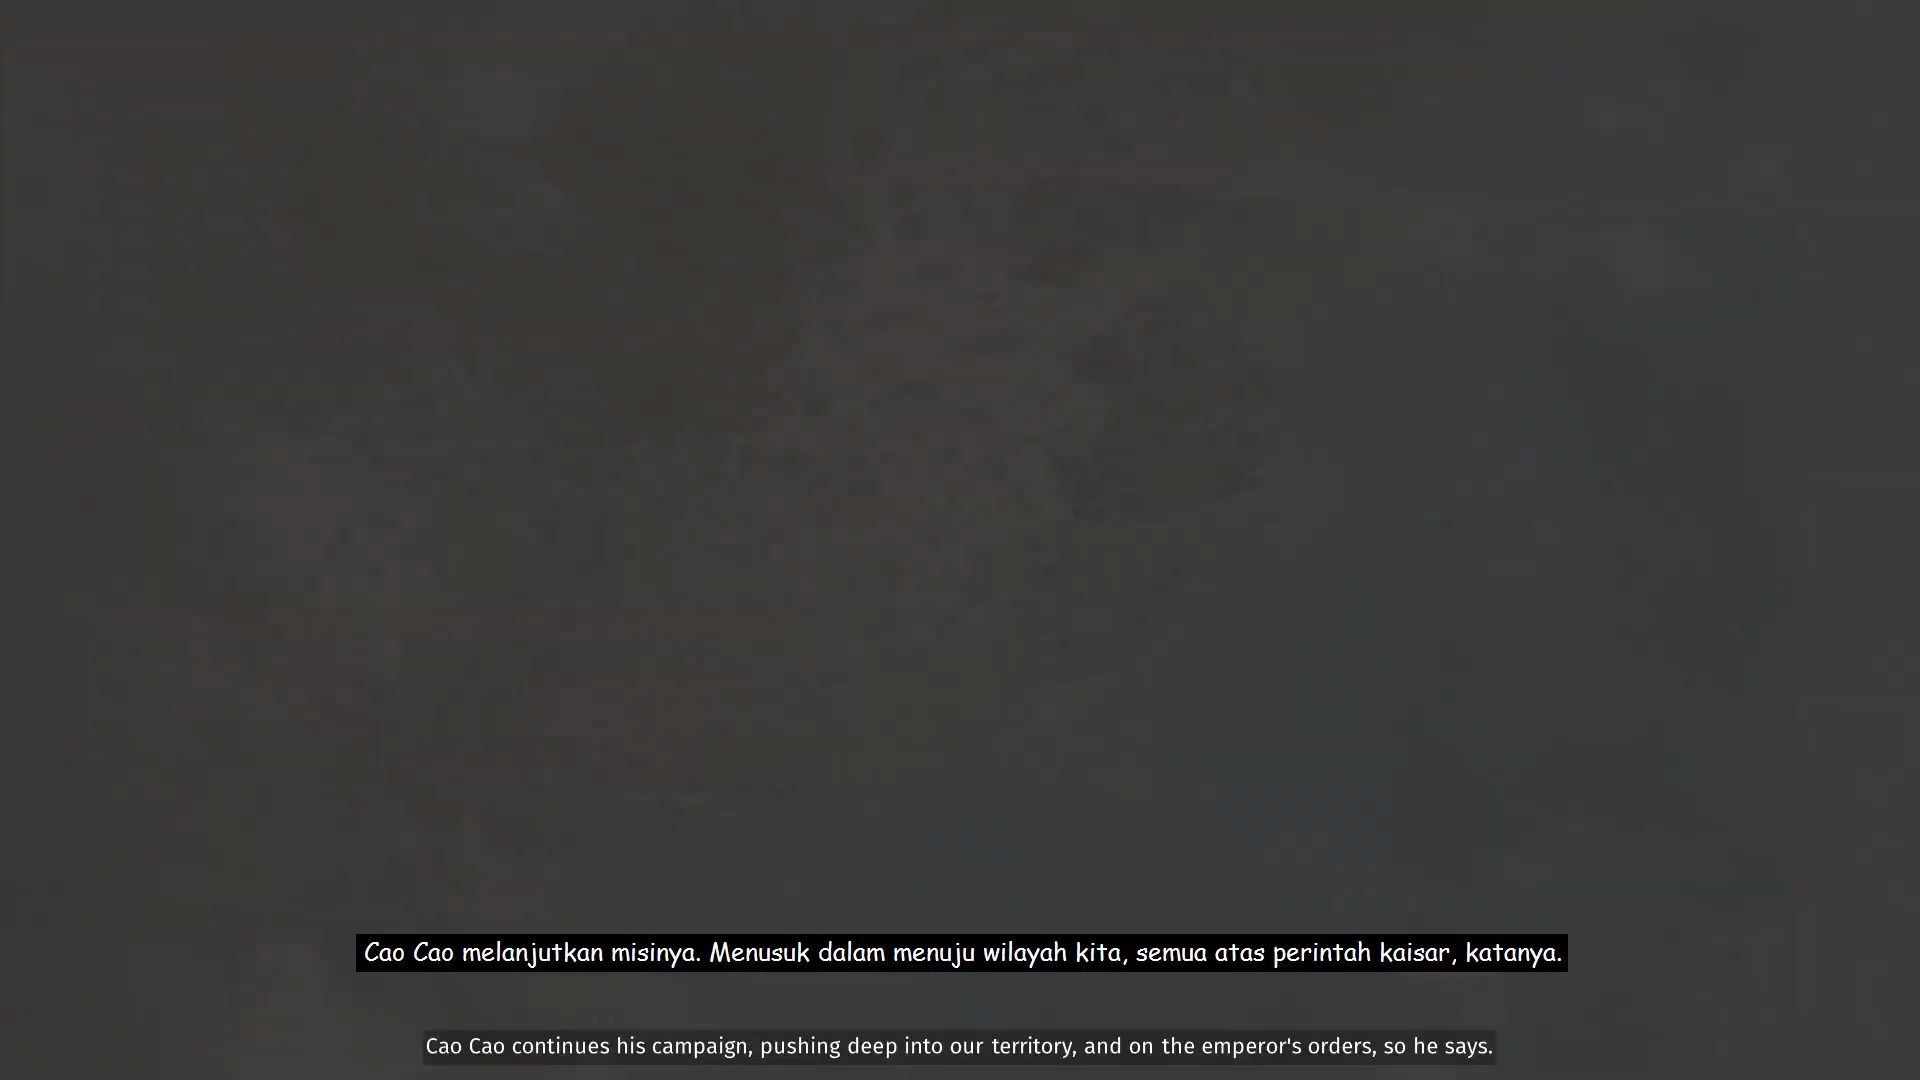 Cao Cao melanjutkan misinya. Menusuk dalam menuju wilayah kita, semua atas perintah kaisar, katanya.
Cao Cao continues his campaign, pushing deep into our territory, and on the emperor's orders, so he says.